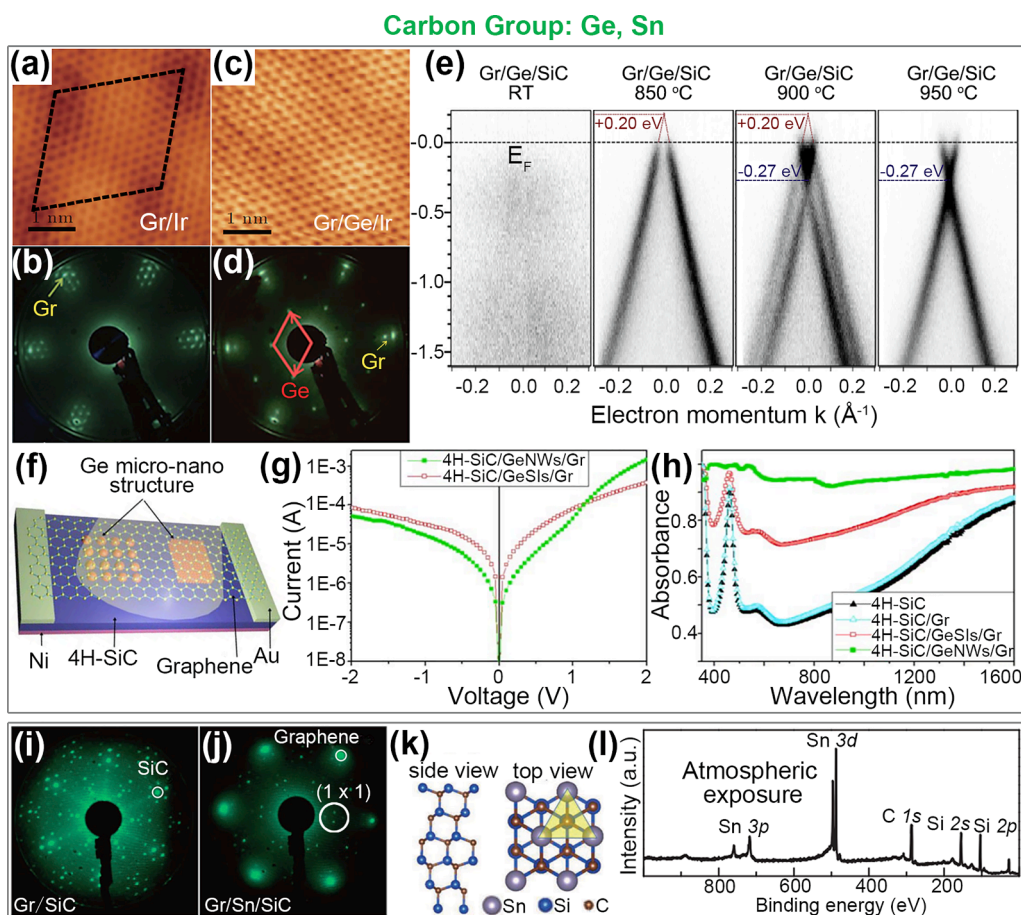 Carbon Group: Ge, Sn
(a)
1 nm
Gr/Ir
(c)
1 nm
Gr/Ge/Ir
(b)
Gr
(d)
Gr
Ge
(e)
Gr/Ge/SiC
RT
Gr/Ge/SiC
850 °C
Gr/Ge/SiC
900 °C
Gr/Ge/SiC
950 °C
+0.20 eV
+0.20 eV
-0.0
E_F
-0.27 eV
-0.27 eV
-0.5
-1.0
-1.5
-0.2 0.0 0.2
-0.2 0.0 0.2
-0.2 0.0 0.2
-0.2 0.0 0.2
Electron momentum k (Å⁻¹)
(f)
Ge micro-nano
structure
Ni
4H-SiC
Graphene
Au
(g)
4H-SiC/GeNWs/Gr
4H-SiC/GeSIs/Gr
Current (A)
1E-3
1E-4
1E-5
1E-6
1E-7
1E-8
-2 -1 0 1 2
Voltage (V)
(h)
Absorbance
0.8
0.6
0.4
4H-SiC
4H-SiC/Gr
4H-SiC/GeSIs/Gr
4H-SiC/GeNWs/Gr
400 800 1200 1600
Wavelength (nm)
(i)
SiC
Gr/SiC
(j)
Graphene
(1 x 1)
Gr/Sn/SiC
(k)
side view
top view
Sn Si C
(l)
Intensity (a.u.)
Atmospheric
exposure
Sn 3p
Sn 3d
C 1s
Si 2s
Si 2p
1000 800 600 400 200 0
Binding energy (eV)